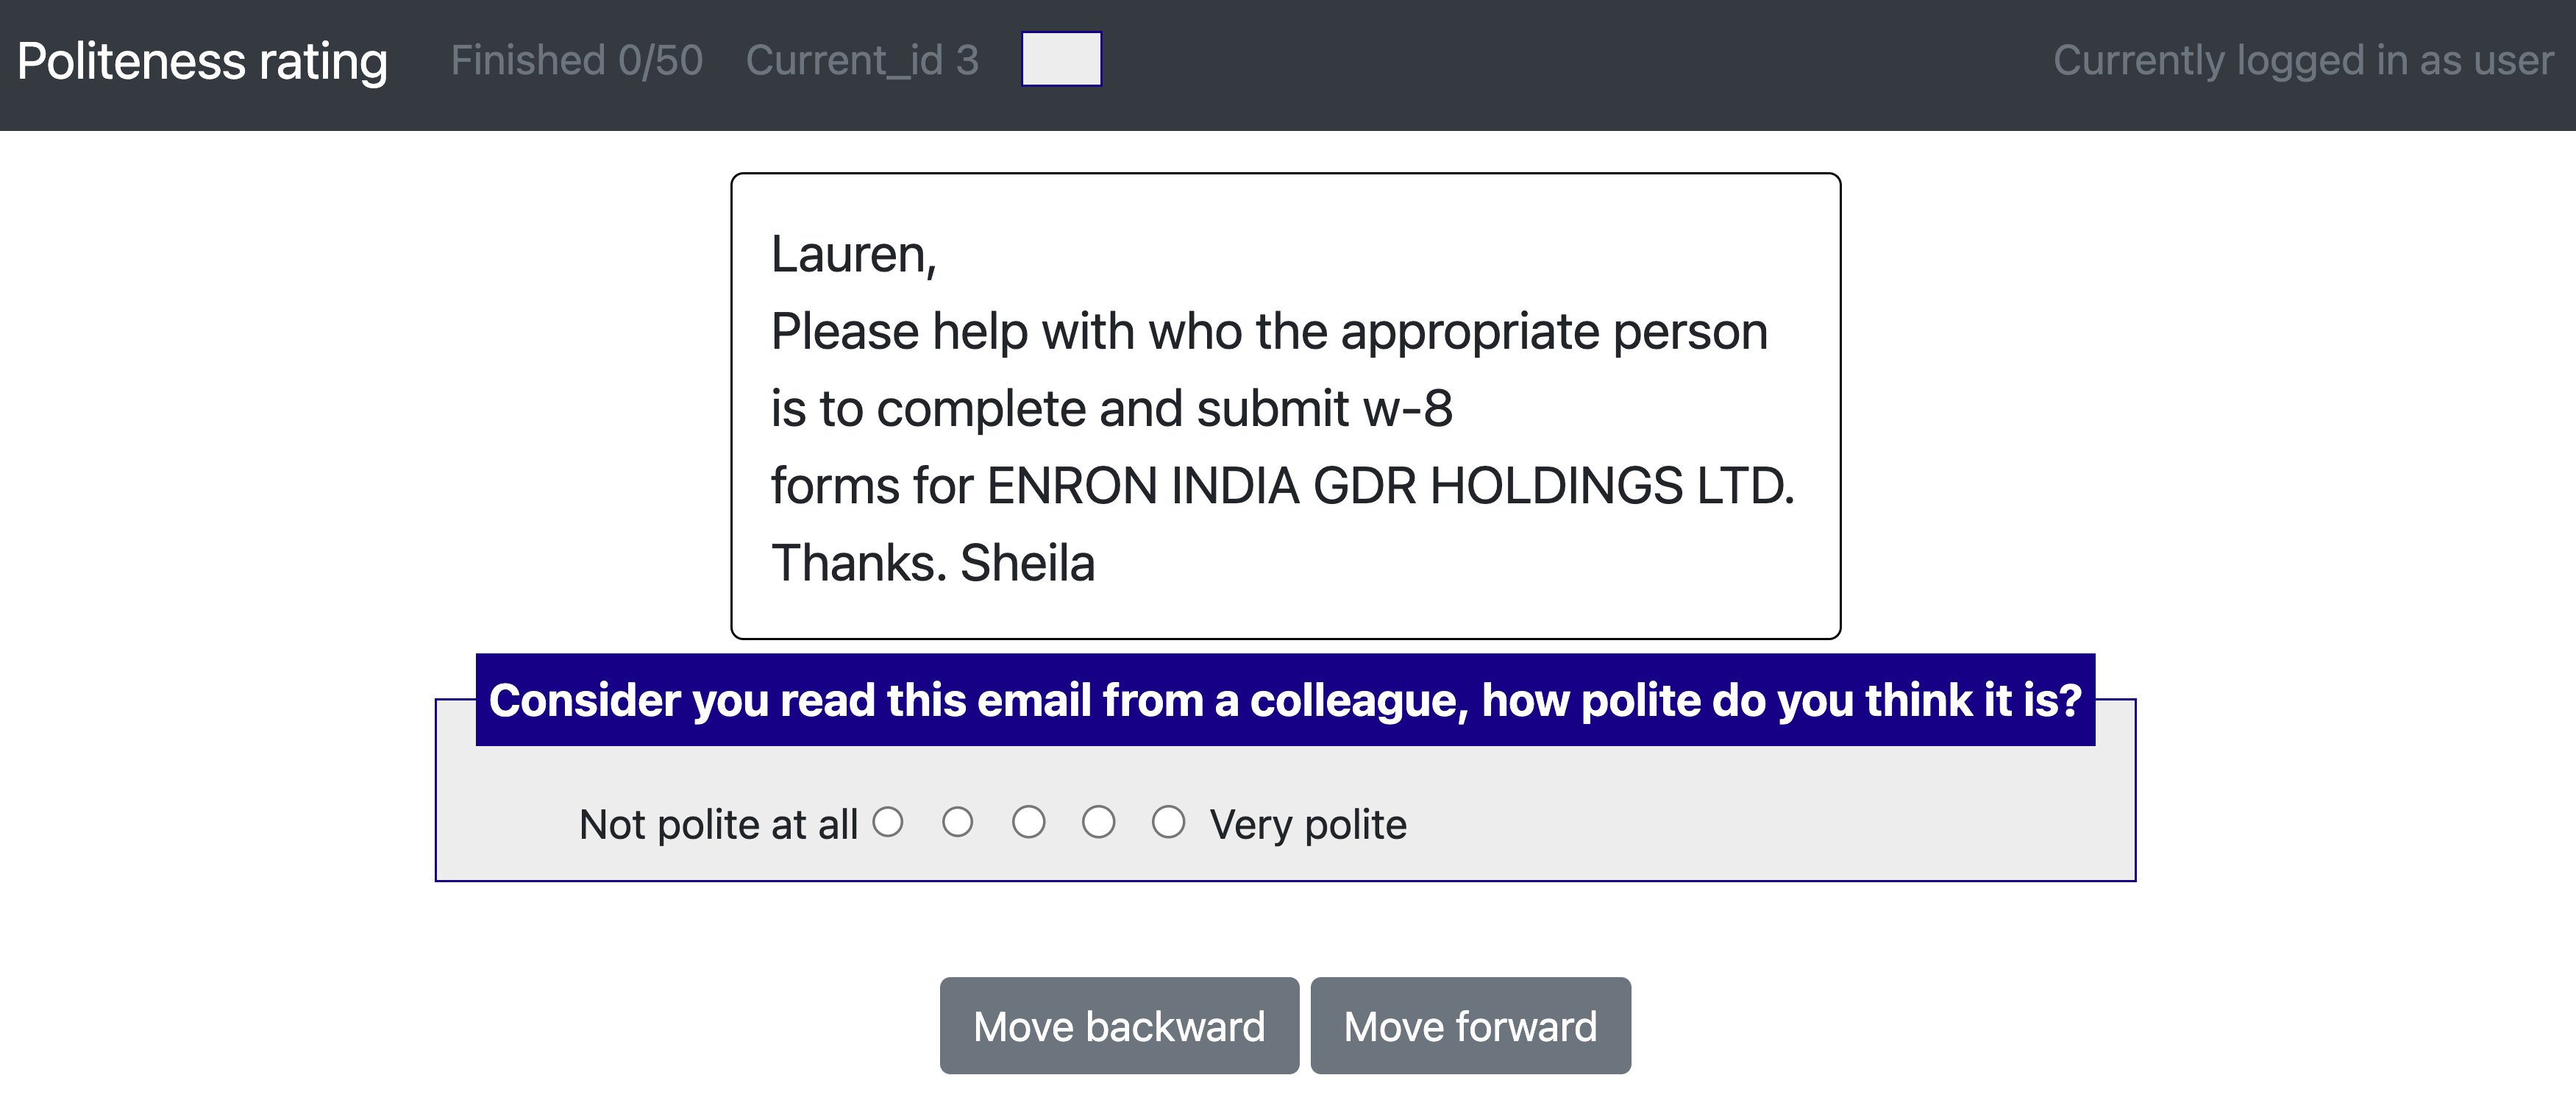 Politeness rating Finished 0/50 Current_id 3 Currently logged in as user
Lauren,
Please help with who the appropriate person
is to complete and submit w-8
forms for ENRON INDIA GDR HOLDINGS LTD.
Thanks. Sheila
Consider you read this email from a colleague, how polite do you think it is?
Not polite at all Very polite
Move backward Move forward